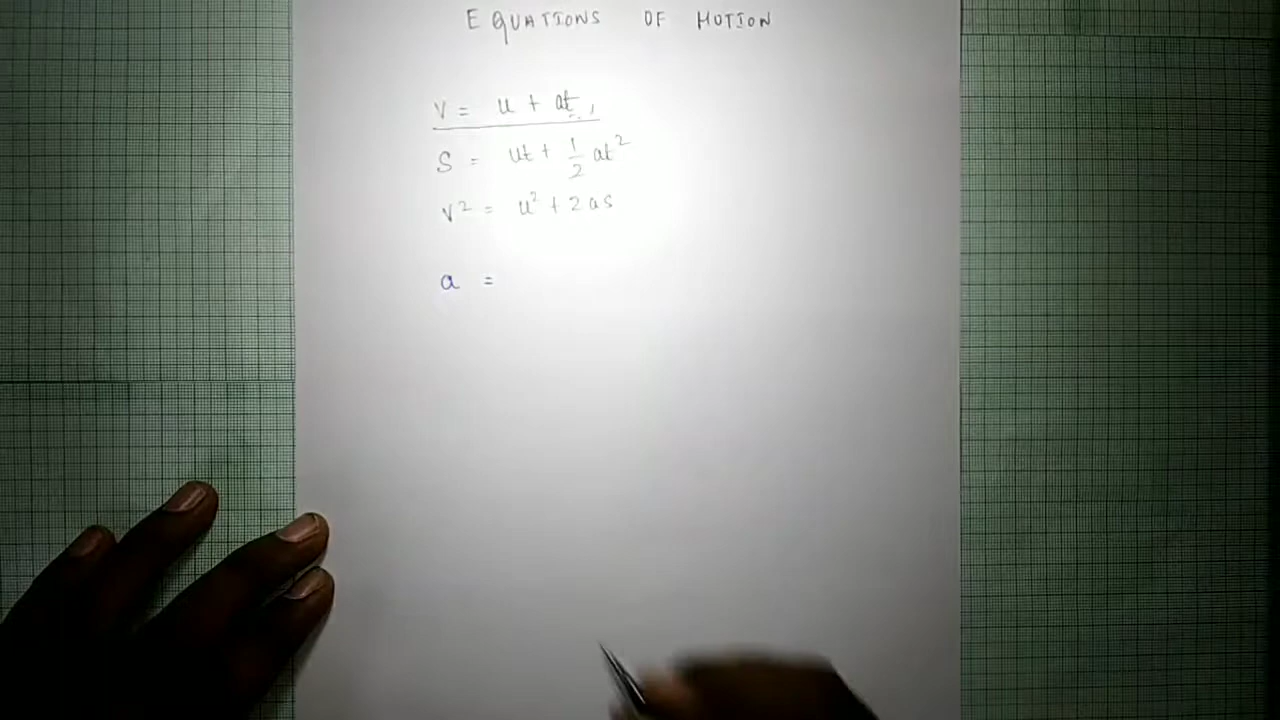 EQUATIONS OF MOTION
v = u + at,
S = ut + 1/2 at²
v² = u² + 2as
a =